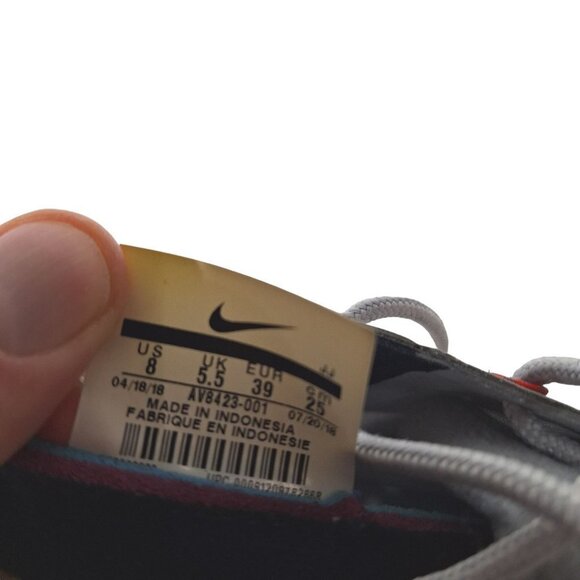 US UK EUR cm
8 5.5 39 25
04/18/18 AV8423-001 07/20/18
MADE IN INDONESIA
FABRIQUE EN INDONESIE
UPC